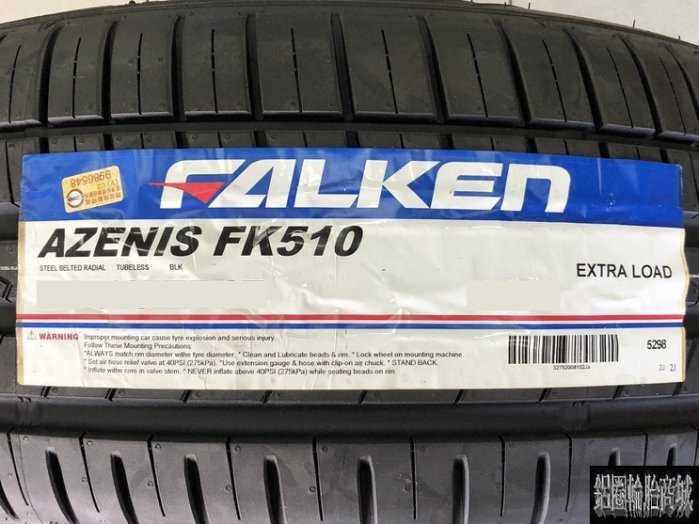 9986548
FALKEN
AZENIS FK510
STEEL BELTED RADIAL TUBELESS BLK
EXTRA LOAD
WARNING Improper mounting car cause tyre explosion and serious injury.
Follow These Mounting Precautions:
*ALWAYS match rim diameter withe tyre diameter. * Clean and Lubricate beads & rim. * Lock wheel on mounting machine.
* Set air hose relief valve at 40PSI (275kPa). *Use extension gauge & hose with clip-on air chuck. * STAND BACK.
* Inflate withe core in valve stem. * NEVER inflate above 40PSI (275kPa) while seating beads on rim.
5298
21 21
鋁圈輪胎商城